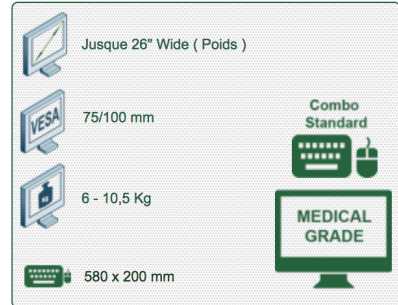 Jusque 26" Wide ( Poids )
VESA
75/100 mm
6 - 10,5 Kg
580 x 200 mm
Combo
Standard
MEDICAL
GRADE